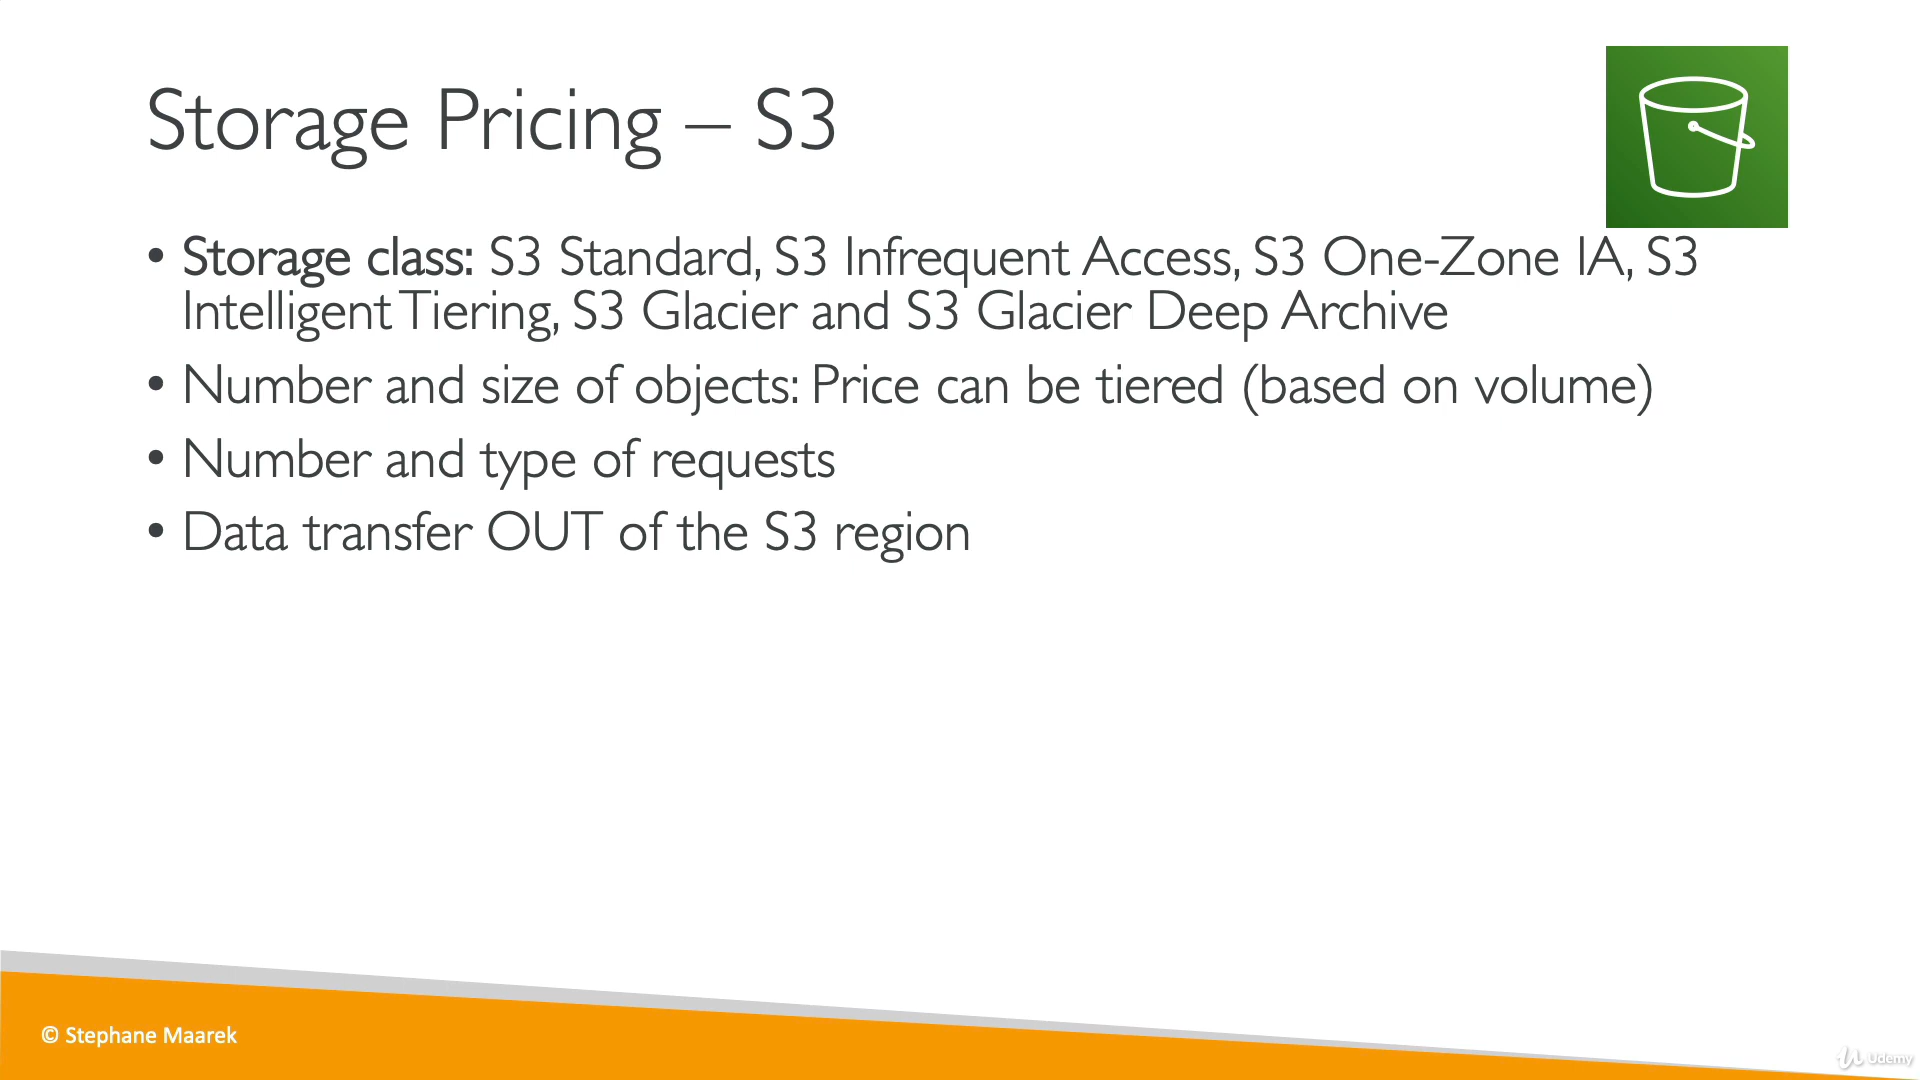 Storage Pricing – S3
• Storage class: S3 Standard, S3 Infrequent Access, S3 One-Zone IA, S3
Intelligent Tiering, S3 Glacier and S3 Glacier Deep Archive
• Number and size of objects: Price can be tiered (based on volume)
• Number and type of requests
• Data transfer OUT of the S3 region
© Stephane Maarek
Udemy